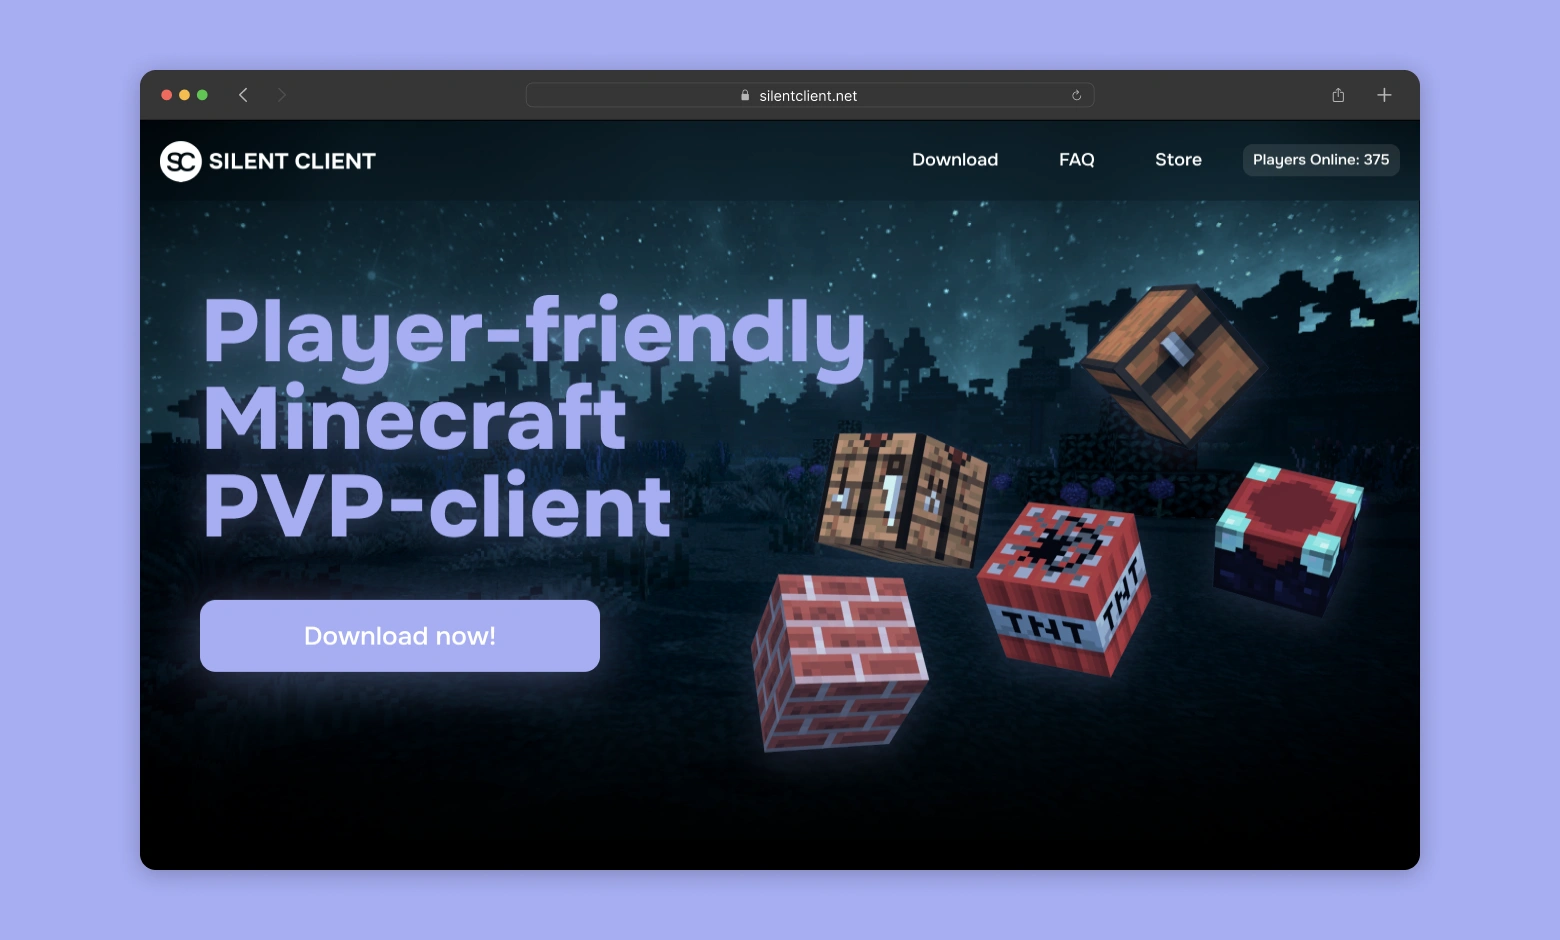 silentclient.net
SC SILENT CLIENT
Download
FAQ
Store
Players Online: 375
Player-friendly
Minecraft
PVP-client
Download now!
TNT
TNT